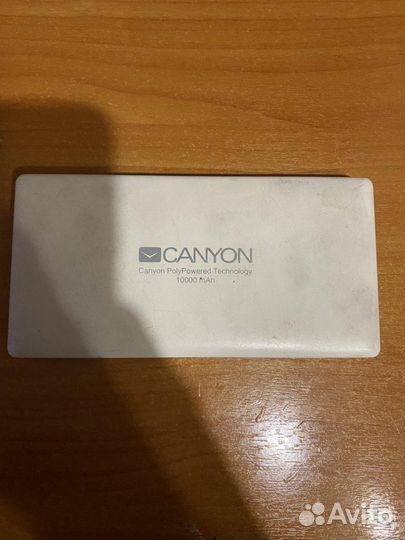 CANYON
Canyon PolyPowered Technology
10000 mAh
Avito